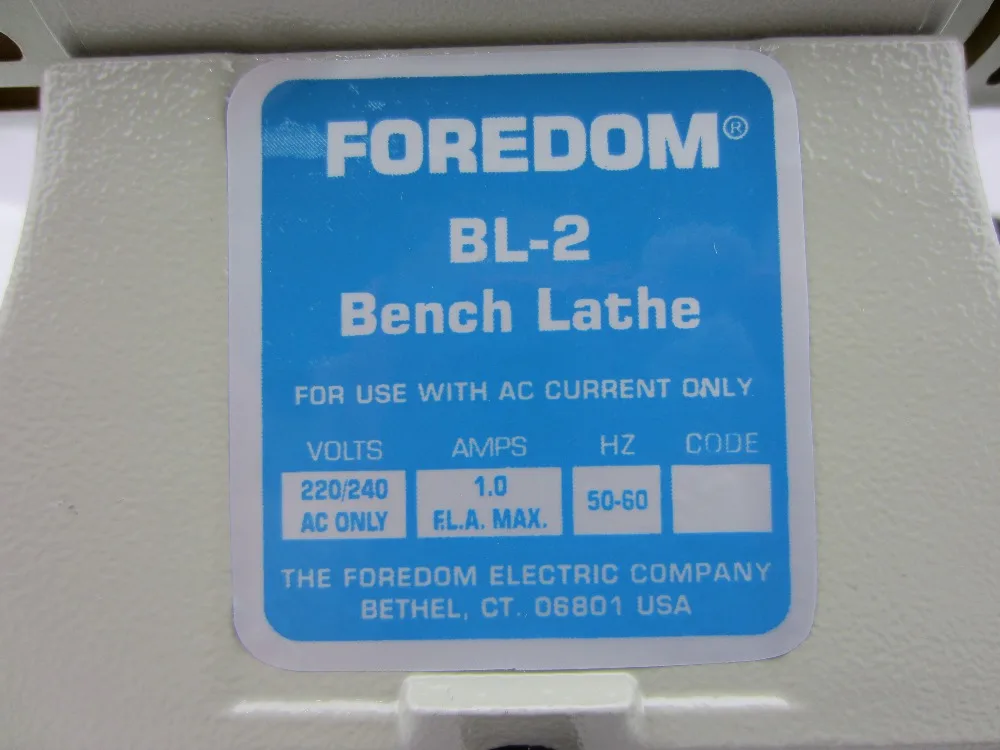 FOREDOM®
BL-2
Bench Lathe
FOR USE WITH AC CURRENT ONLY
VOLTS AMPS HZ CODE
220/240 1.0 50-60
AC ONLY F.L.A. MAX.
THE FOREDOM ELECTRIC COMPANY
BETHEL, CT. 06801 USA